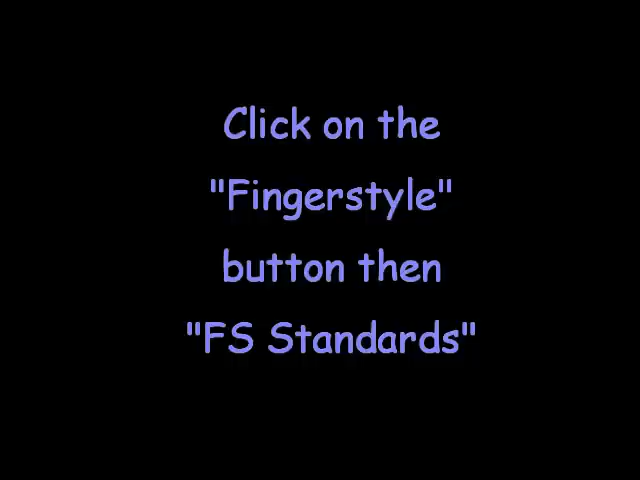 Click on the
"Fingerstyle"
button then
"FS Standards"